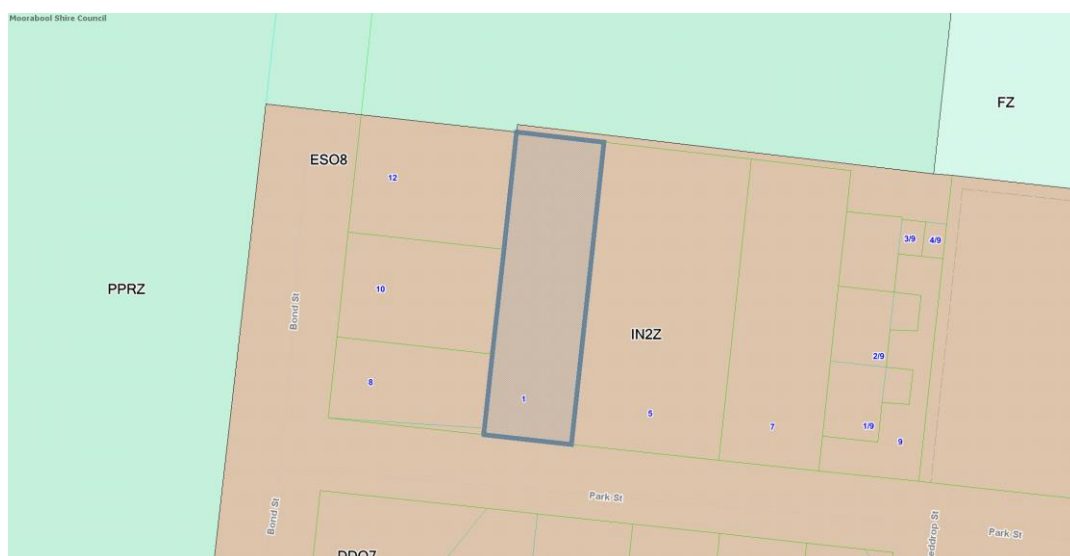 Moorabool Shire Council
FZ
ESO8
12
3/9
4/9
PPRZ
10
Bond St
IN2Z
2/9
8
1
5
7
1/9
9
Park St
Bond St
Park St